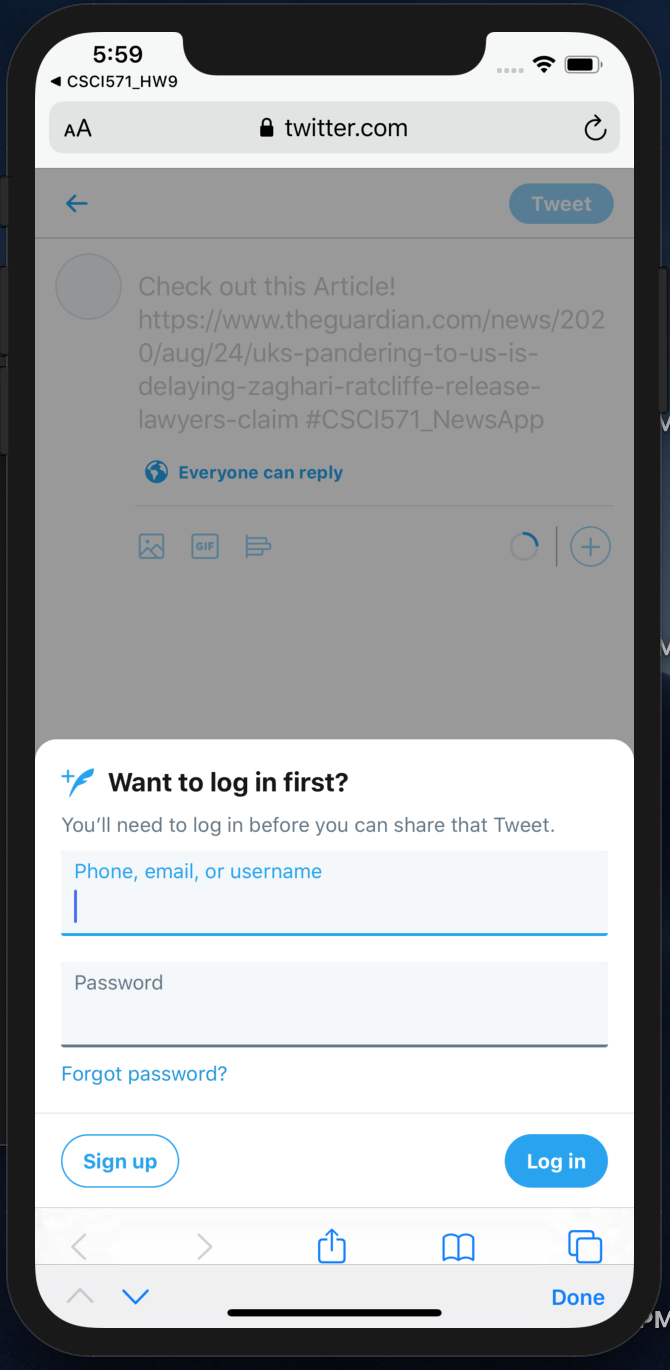 5:59
◀ CSCI571_HW9
AA
twitter.com
Tweet
Check out this Article!
https://www.theguardian.com/news/202
0/aug/24/uks-pandering-to-us-is-
delaying-zaghari-ratcliffe-release-
lawyers-claim #CSCI571_NewsApp
Everyone can reply
GIF
Want to log in first?
You’ll need to log in before you can share that Tweet.
Phone, email, or username
Password
Forgot password?
Sign up
Log in
Done
PM